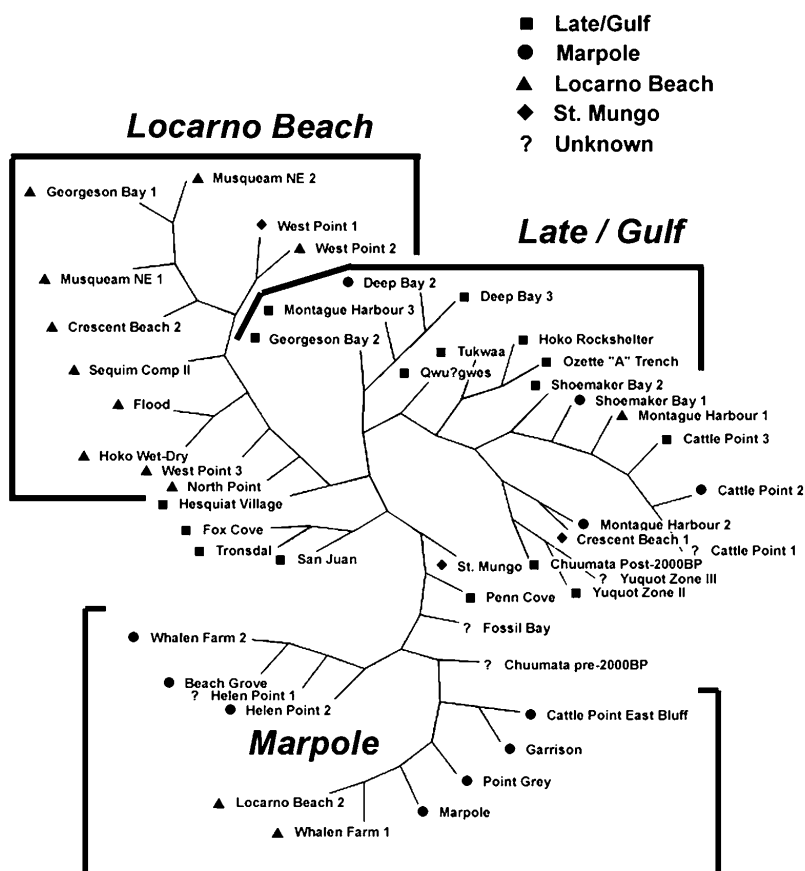 Late/Gulf
Marpole
Locarno Beach
St. Mungo
? Unknown
Locarno Beach
Musqueam NE 2
Georgeson Bay 1
West Point 1
West Point 2
Late / Gulf
Musqueam NE 1
Deep Bay 2
Deep Bay 3
Montague Harbour 3
Crescent Beach 2
Georgeson Bay 2
Tukwaa
Hoko Rockshelter
Ozette "A" Trench
Sequim Comp II
Qwu?gwes
Shoemaker Bay 2
Shoemaker Bay 1
Flood
Montague Harbour 1
Cattle Point 3
Hoko Wet-Dry
West Point 3
North Point
Cattle Point 2
Hesquiat Village
Fox Cove
Montague Harbour 2
Crescent Beach 1
Tronsdal
San Juan
? Cattle Point 1
St. Mungo
Chuumata Post-2000BP
? Yuquot Zone III
Yuquot Zone II
Penn Cove
? Fossil Bay
Whalen Farm 2
? Chuumata pre-2000BP
Beach Grove
? Helen Point 1
Helen Point 2
Cattle Point East Bluff
Marpole
Garrison
Point Grey
Locarno Beach 2
Marpole
Whalen Farm 1